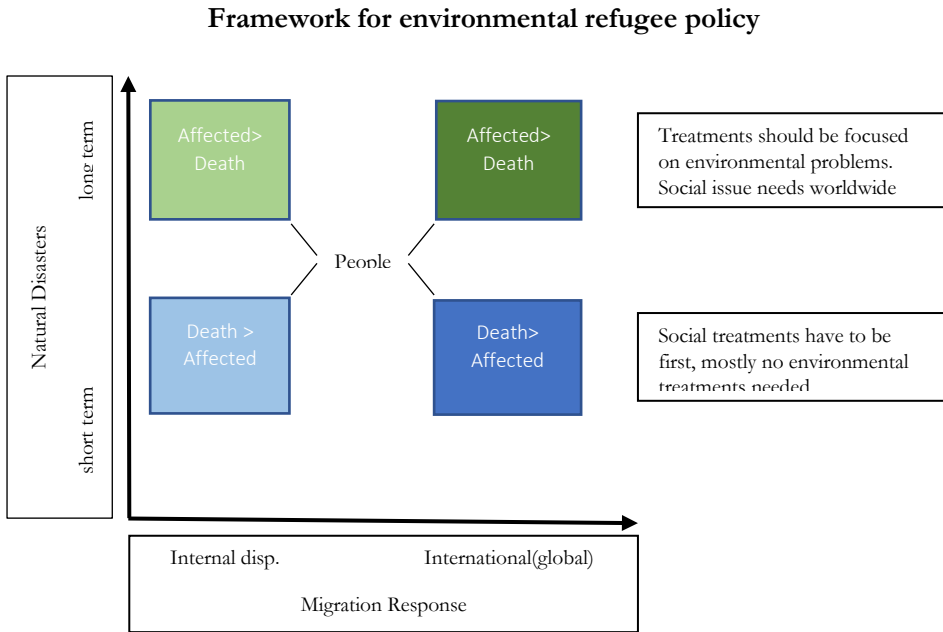 Framework for environmental refugee policy
Natural Disasters
long term
short term
Affected>
Death
Affected>
Death
People
Death >
Affected
Death>
Affected
Treatments should be focused
on environmental problems.
Social issue needs worldwide
Social treatments have to be
first, mostly no environmental
treatments needed
Internal disp.
International(global)
Migration Response